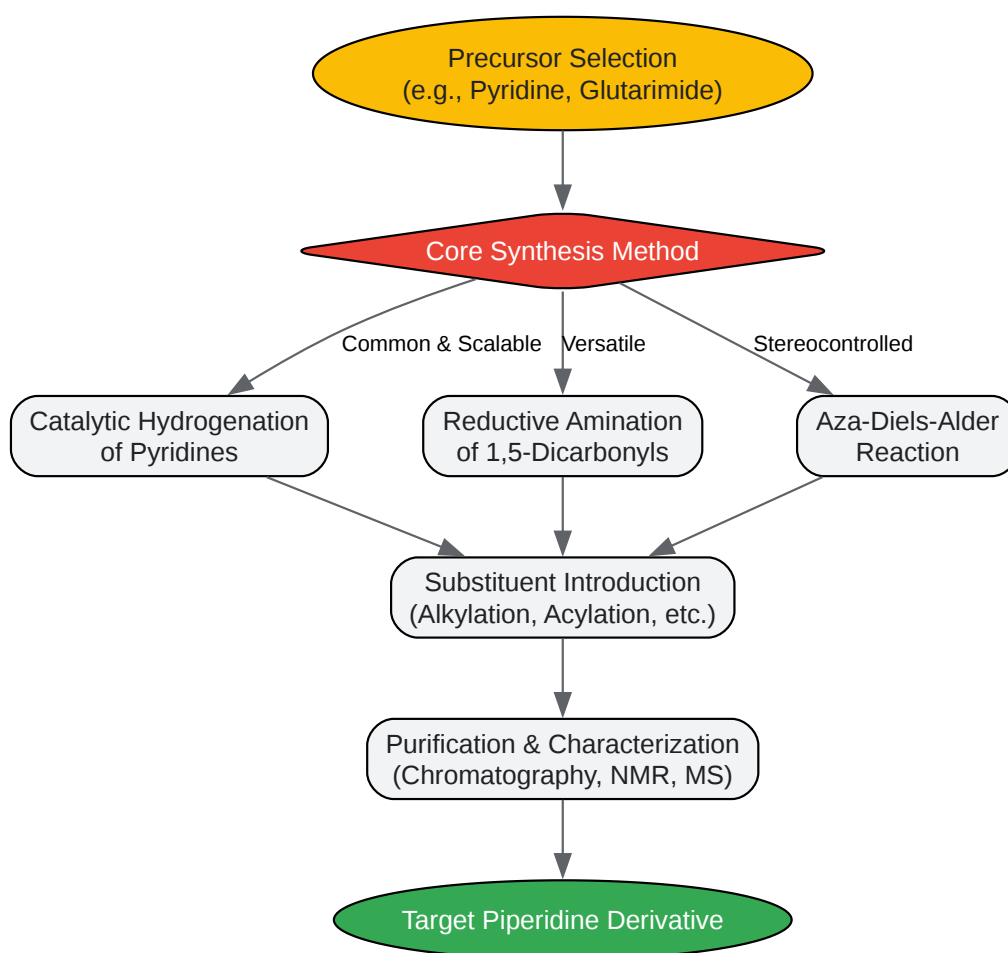 Precursor Selection
(e.g., Pyridine, Glutarimide)
Core Synthesis Method
Common & Scalable
Versatile
Stereocontrolled
Catalytic Hydrogenation
of Pyridines
Reductive Amination
of 1,5-Dicarbonyls
Aza-Diels-Alder
Reaction
Substituent Introduction
(Alkylation, Acylation, etc.)
Purification & Characterization
(Chromatography, NMR, MS)
Target Piperidine Derivative